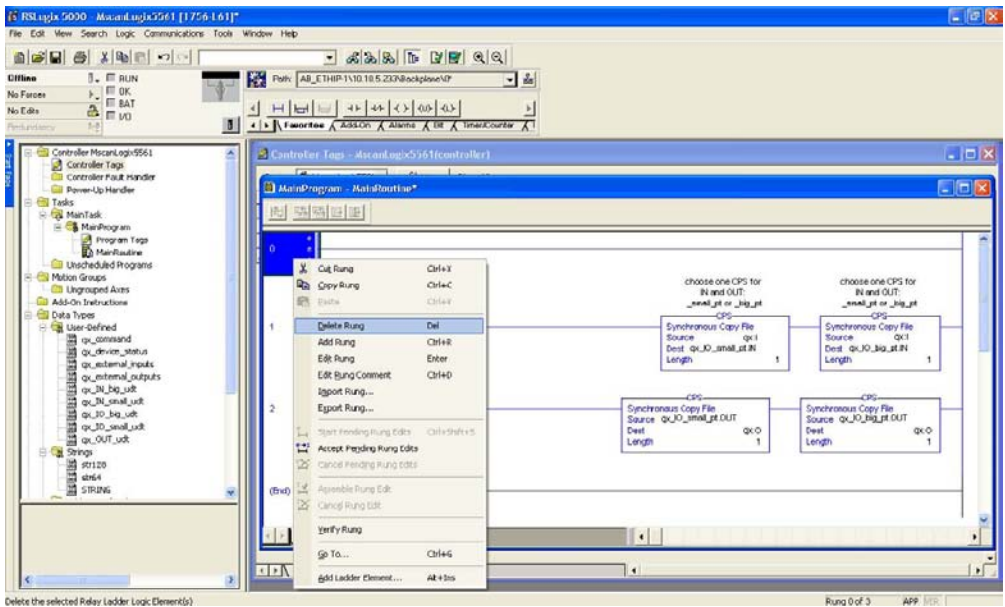 RSLogix 5000 - MscanLogix5561 [1756-L61]*
File Edit View Search Logic Communications Tools Window Help
Offline
RUN
No Forces
OK
No Edits
BAT
I/O
Redundancy
Path: AB_ETHIP-1\10.10.5.233\Backplane\0*
Favorites Add-On Alarms Bit Timer/Counter
Start Page
Controller MscanLogix5561
Controller Tags
Controller Fault Handler
Power-Up Handler
Tasks
MainTask
MainProgram
Program Tags
MainRoutine
Unscheduled Programs
Motion Groups
Ungrouped Axes
Add-On Instructions
Data Types
User-Defined
qx_command
qx_device_status
qx_external_inputs
qx_external_outputs
qx_IN_big_udt
qx_IN_small_udt
qx_IO_big_udt
qx_IO_small_udt
qx_OUT_udt
Strings
str128
str64
STRING
Controller Tags - MscanLogix5561(controller)
MainProgram - MainRoutine*
0
e
e
Cut Rung Ctrl+X
Copy Rung Ctrl+C
Paste Ctrl+V
Delete Rung Del
Add Rung Ctrl+R
Edit Rung Enter
Edit Rung Comment Ctrl+D
Import Rung...
Export Rung...
Start Pending Rung Edits Ctrl+Shift+S
Accept Pending Rung Edits
Cancel Pending Rung Edits
Assemble Rung Edit
Cancel Rung Edit
Verify Rung
Go To... Ctrl+G
Add Ladder Element... Alt+Ins
1
choose one CPS for
IN and OUT:
_small_pt or _big_pt
CPS
Synchronous Copy File
Source qx:I
Dest qx_IO_small_pt.IN
Length 1
choose one CPS for
IN and OUT:
_small_pt or _big_pt
CPS
Synchronous Copy File
Source qx:I
Dest qx_IO_big_pt.IN
Length 1
2
CPS
Synchronous Copy File
Source qx_IO_small_pt.OUT
Dest qx:O
Length 1
CPS
Synchronous Copy File
Source qx_IO_big_pt.OUT
Dest qx:O
Length 1
(End)
Delete the selected Relay Ladder Logic Element(s)
Rung 0 of 3 APP VER